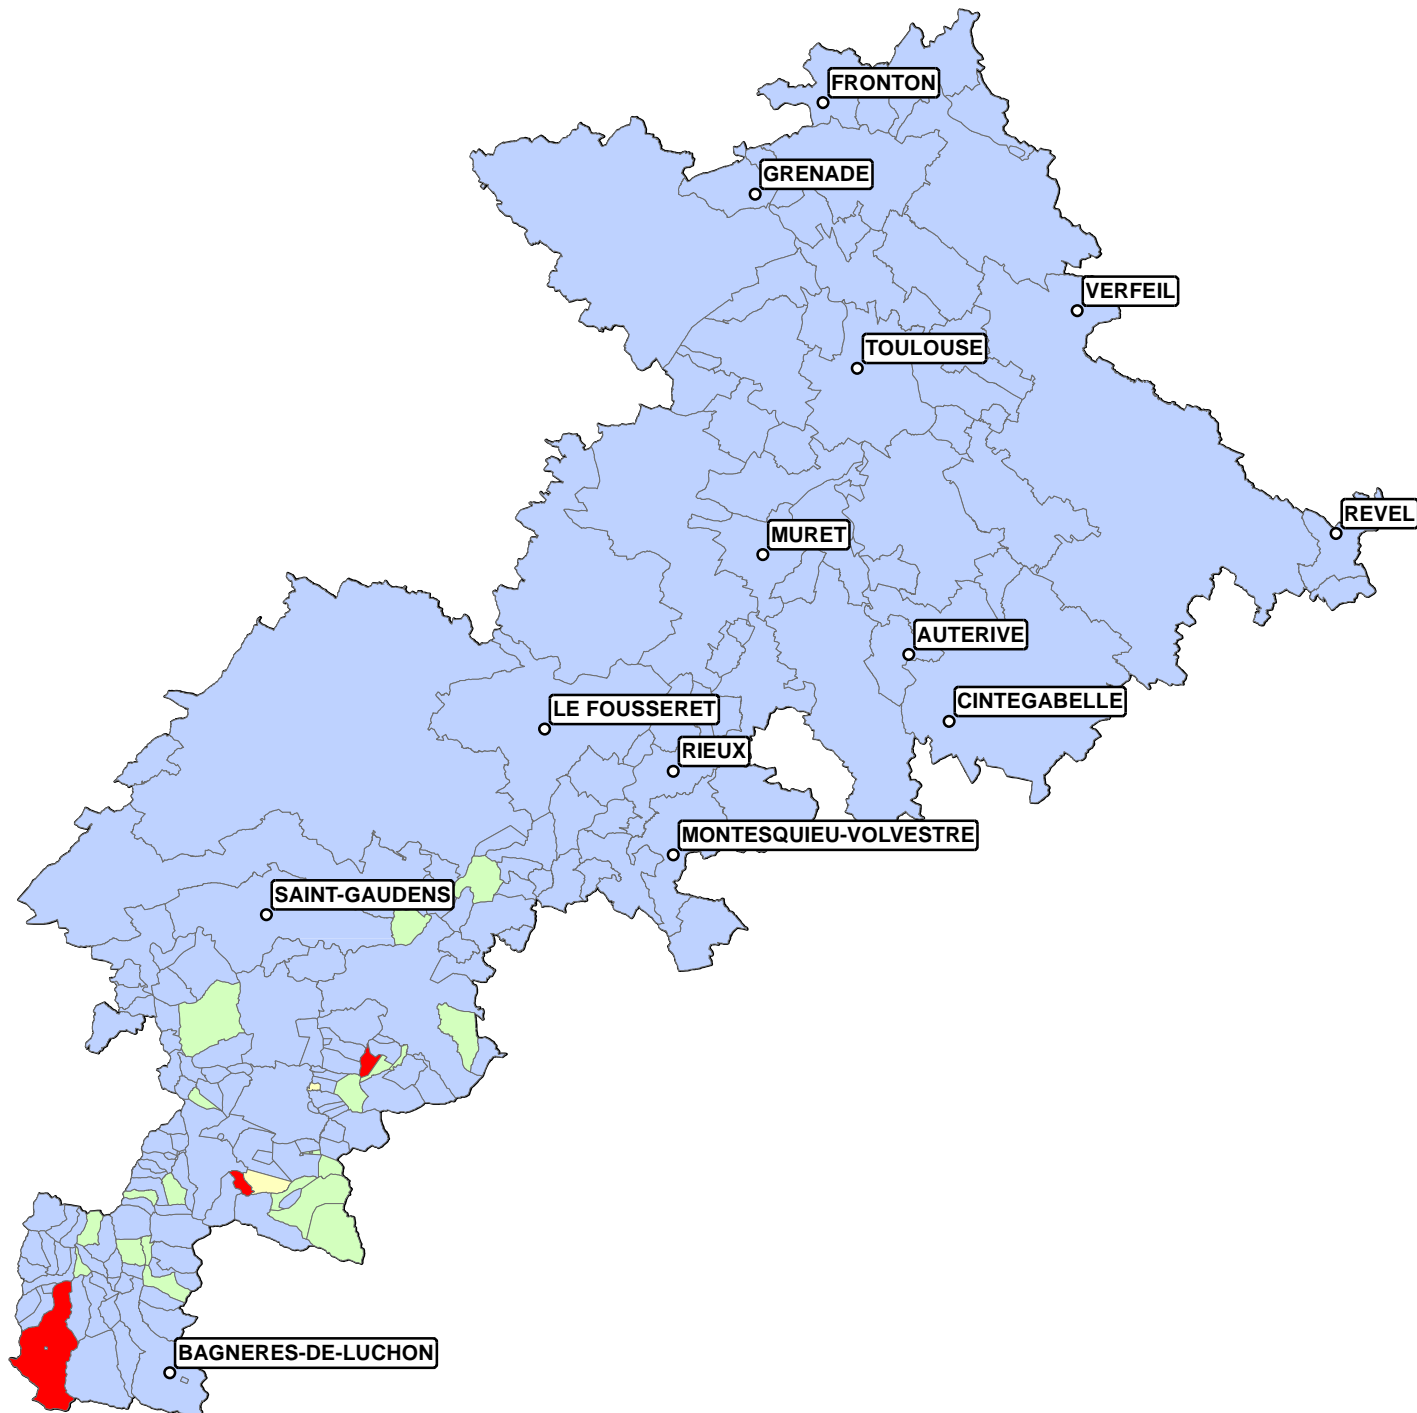 FRONTON
GRENADE
VERFEIL
TOULOUSE
REVEL
MURET
AUTERIVE
CINTEGABELLE
LE FOUSSERET
RIEUX
MONTESQUIEU-VOLVESTRE
SAINT-GAUDENS
BAGNERES-DE-LUCHON